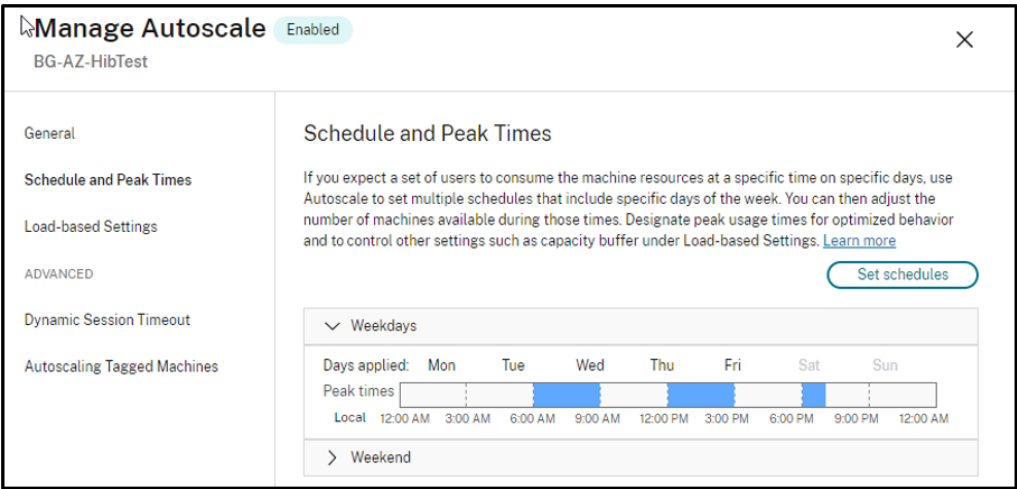 Manage Autoscale Enabled
BG-AZ-HibTest
General
Schedule and Peak Times
Load-based Settings
ADVANCED
Dynamic Session Timeout
Autoscaling Tagged Machines
Schedule and Peak Times
If you expect a set of users to consume the machine resources at a specific time on specific days, use
Autoscale to set multiple schedules that include specific days of the week. You can then adjust the
number of machines available during those times. Designate peak usage times for optimized behavior
and to control other settings such as capacity buffer under Load-based Settings. Learn more
Set schedules
Weekdays
Days applied: Mon Tue Wed Thu Fri Sat Sun
Peak times
Local 12:00 AM 3:00 AM 6:00 AM 9:00 AM 12:00 PM 3:00 PM 6:00 PM 9:00 PM 12:00 AM
Weekend